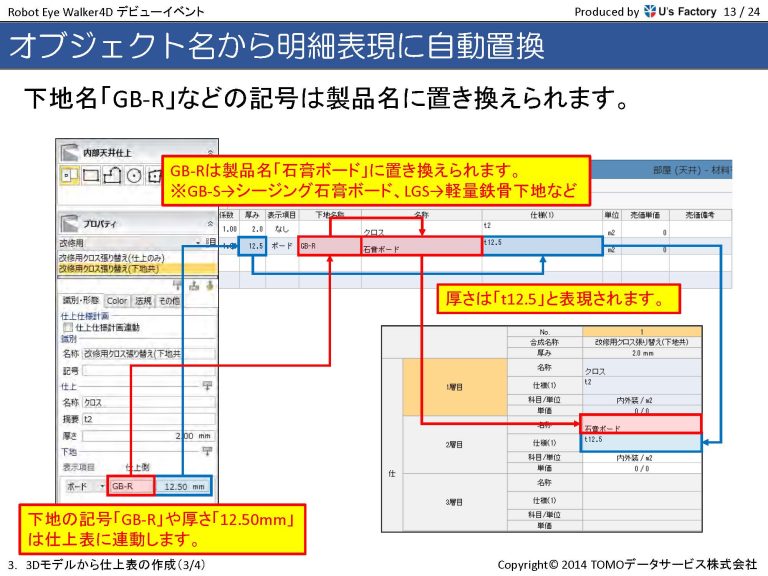 Robot Eye Walker4D デビューイベント
Produced by U's Factory 13 / 24
オブジェクト名から明細表現に自動置換
下地名「GB-R」などの記号は製品名に置き換えられます。
内部天井仕上
GB-Rは製品名「石膏ボード」に置き換えられます。
※GB-S→シージング石膏ボード、LGS→軽量鉄骨下地など
部屋 (天井) - 材料
係数 厚み 表示項目 下地名称 名称 仕様(1) 単位 売価単価 売価備考
1.00 2.0 なし クロス t2 m2 0
12.5 ボード GB-R 石膏ボード t12.5 m2 0
プロパティ
改修用
改修用クロス張り替え(仕上のみ)
改修用クロス張り替え(下地共)
識別・形態 Color 法規 その他
仕上仕様計画
仕上仕様計画連動
識別
名称 改修用クロス張り替え(下地共
記号
仕上
名称 クロス
摘要 t2
厚さ 2.00 mm
下地
表示項目 仕上側
ボード GB-R 12.50 mm
厚さは「t12.5」と表現されます。
No. 1
合成名称 改修用クロス張り替え(下地共)
厚み 2.0 mm
仕
1層目
名称 クロス
仕様(1) t2
科目/単位 内外装 / m2
単価 0 / 0
2層目
名称 石膏ボード
仕様(1) t12.5
科目/単位 内外装 / m2
単価 0 / 0
3層目
名称
仕様(1)
科目/単位
単価
下地の記号「GB-R」や厚さ「12.50mm」
は仕上表に連動します。
3. 3Dモデルから仕上表の作成(3/4)
Copyright© 2014 TOMOデータサービス株式会社